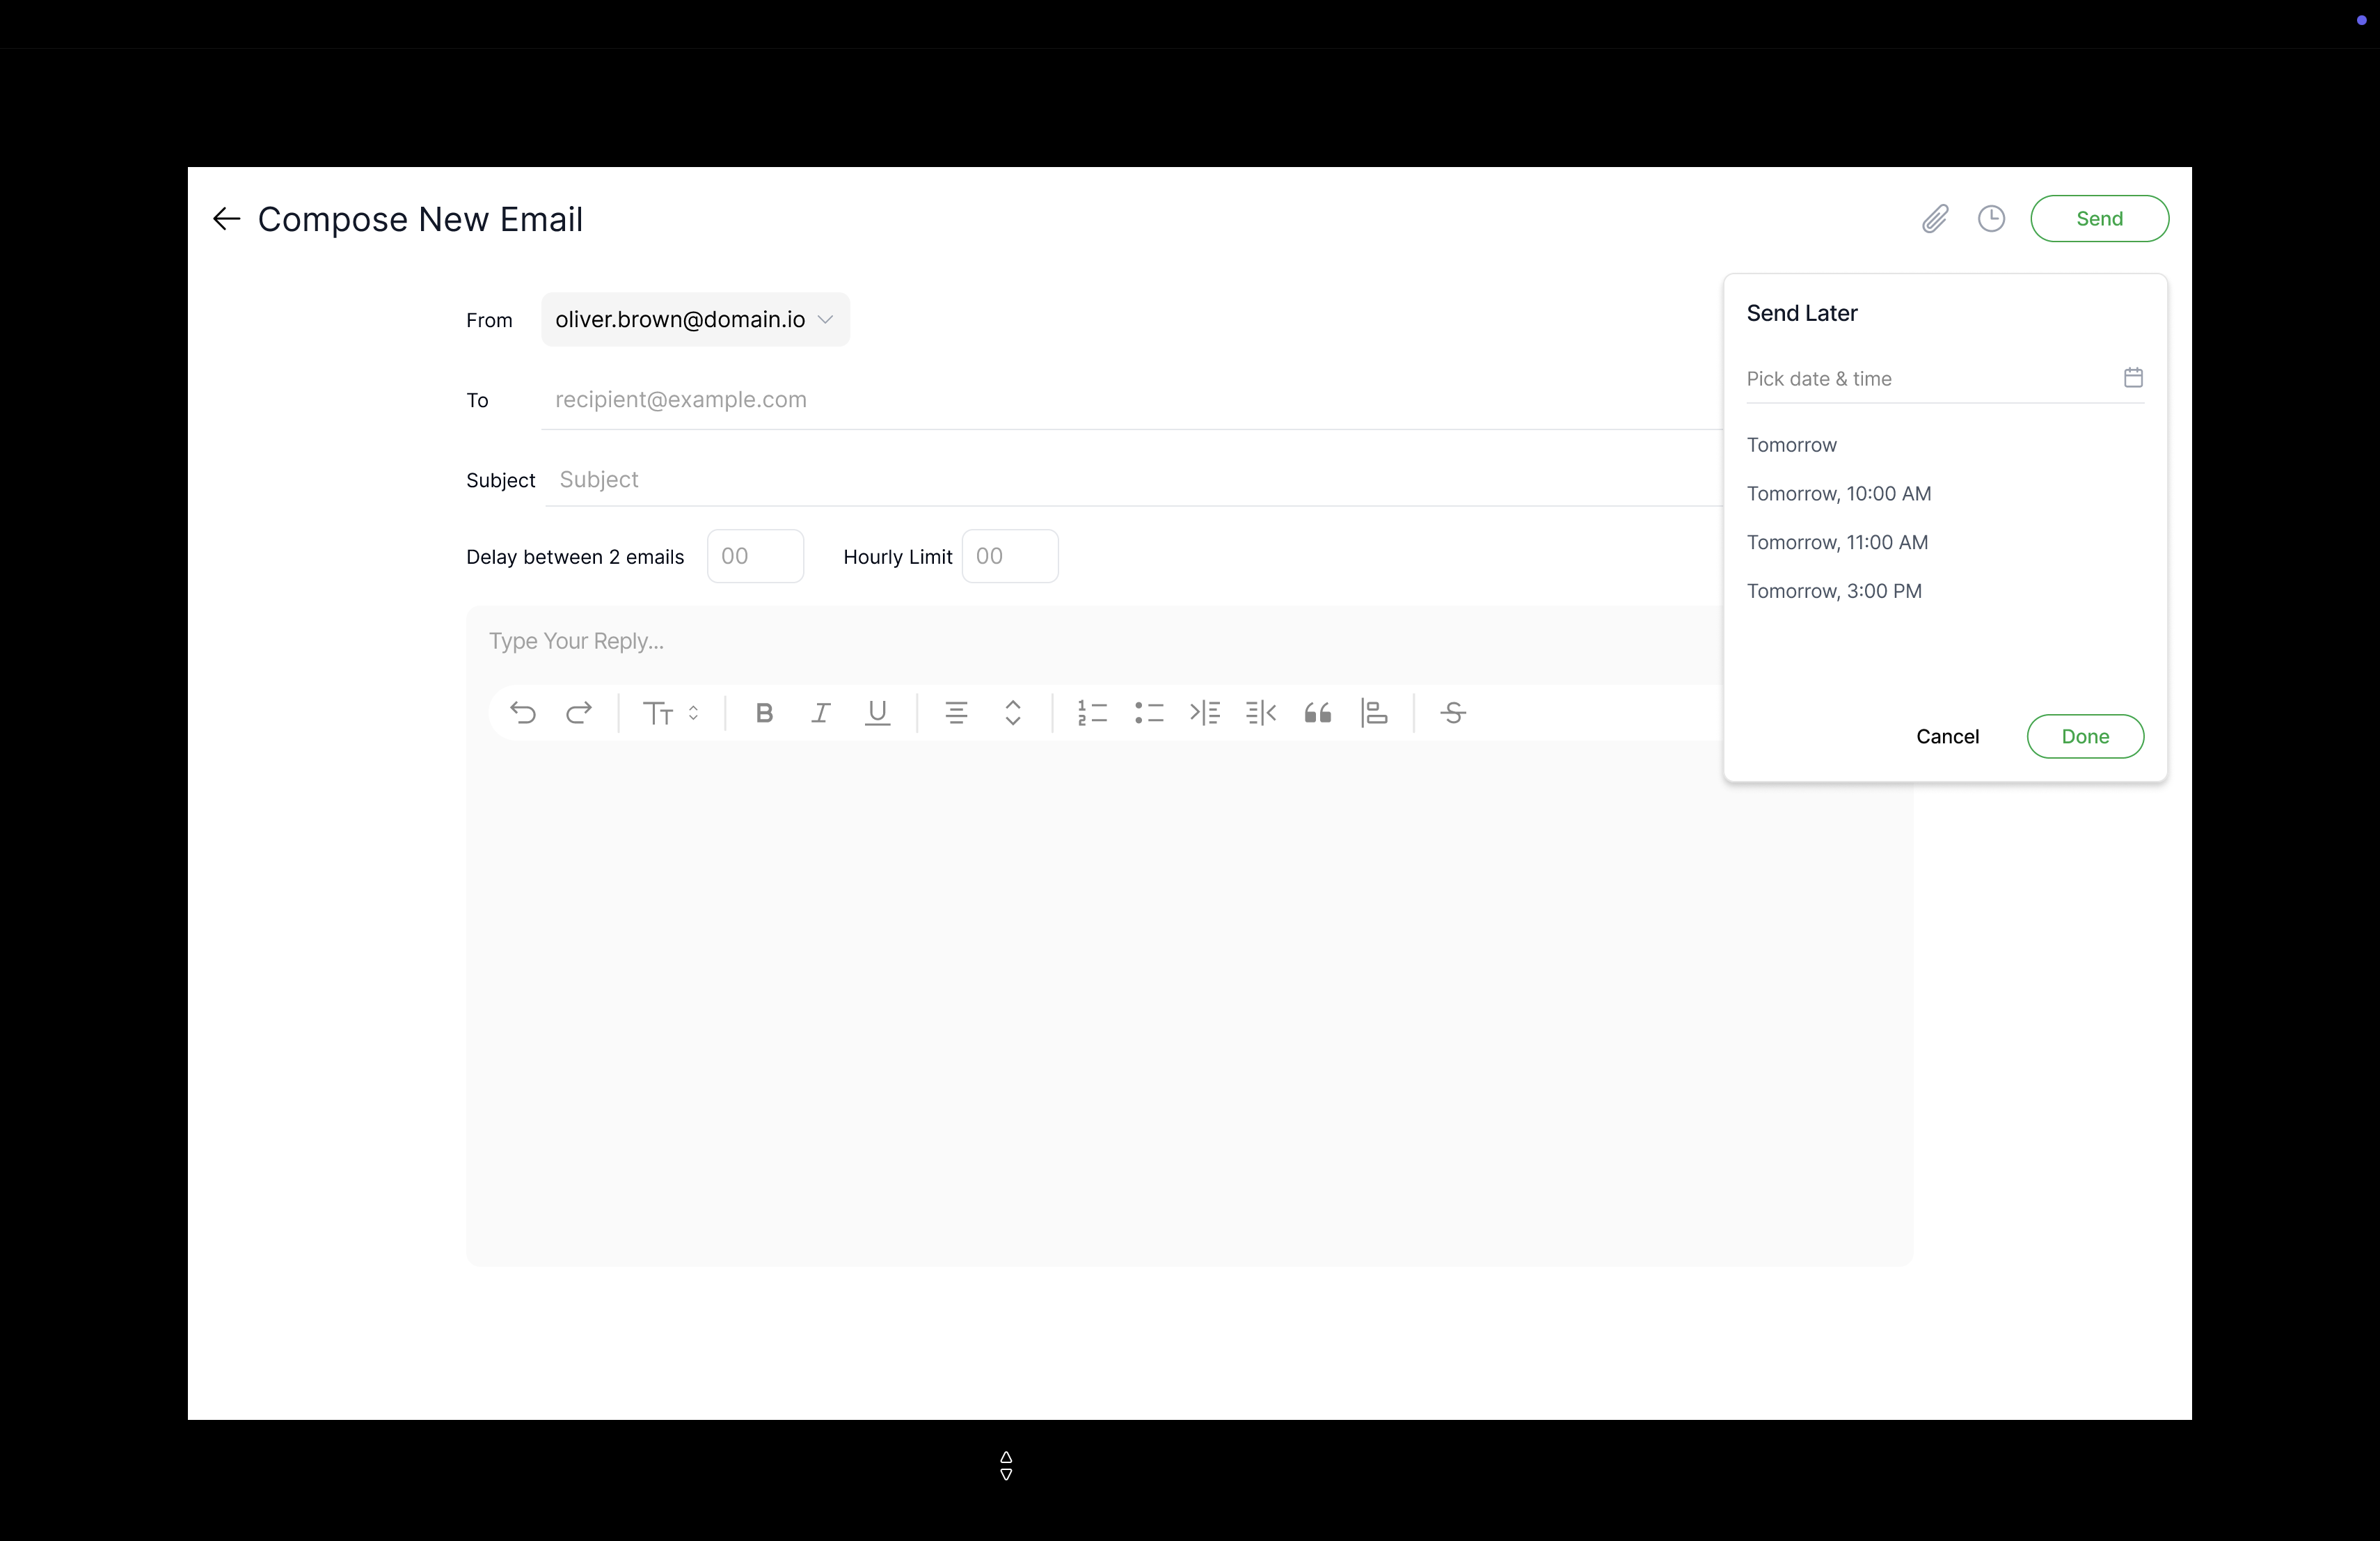 Compose New Email
Send
From oliver.brown@domain.io
To recipient@example.com
Subject Subject
Delay between 2 emails 00 Hourly Limit 00
Type Your Reply...
Send Later
Pick date & time
Tomorrow
Tomorrow, 10:00 AM
Tomorrow, 11:00 AM
Tomorrow, 3:00 PM
Cancel Done